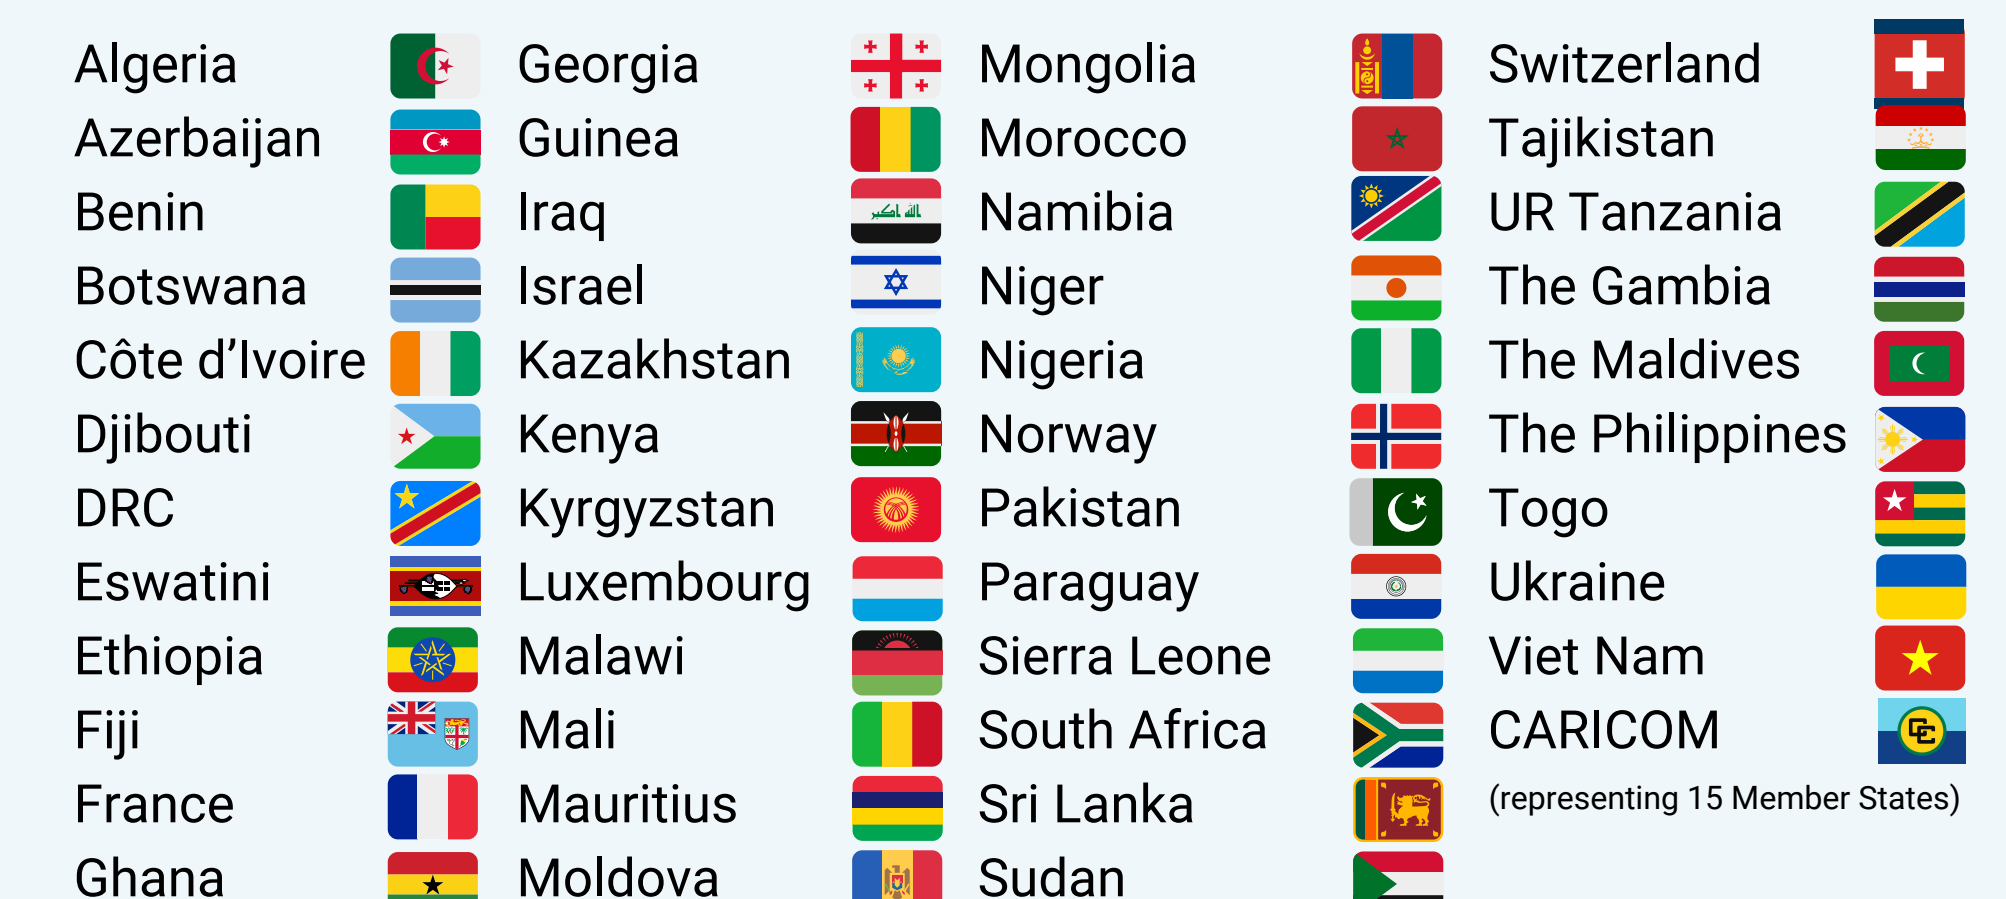 Algeria
Azerbaijan
Benin
Botswana
Côte d’Ivoire
Djibouti
DRC
Eswatini
Ethiopia
Fiji
France
Ghana
Georgia
Guinea
Iraq
Israel
Kazakhstan
Kenya
Kyrgyzstan
Luxembourg
Malawi
Mali
Mauritius
Moldova
Mongolia
Morocco
Namibia
Niger
Nigeria
Norway
Pakistan
Paraguay
Sierra Leone
South Africa
Sri Lanka
Sudan
Switzerland
Tajikistan
UR Tanzania
The Gambia
The Maldives
The Philippines
Togo
Ukraine
Viet Nam
CARICOM
(representing 15 Member States)
الله اكبر